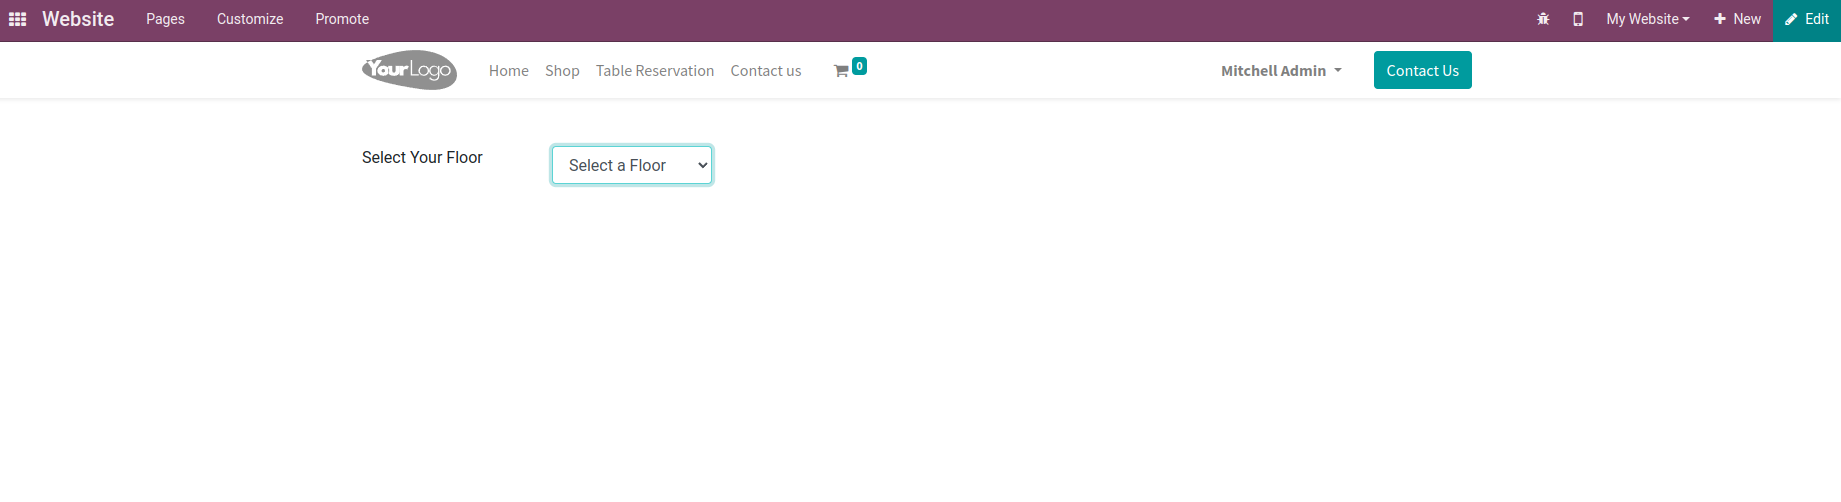 Website Pages Customize Promote My Website New Edit
YourLogo Home Shop Table Reservation Contact us 0 Mitchell Admin Contact Us
Select Your Floor Select a Floor